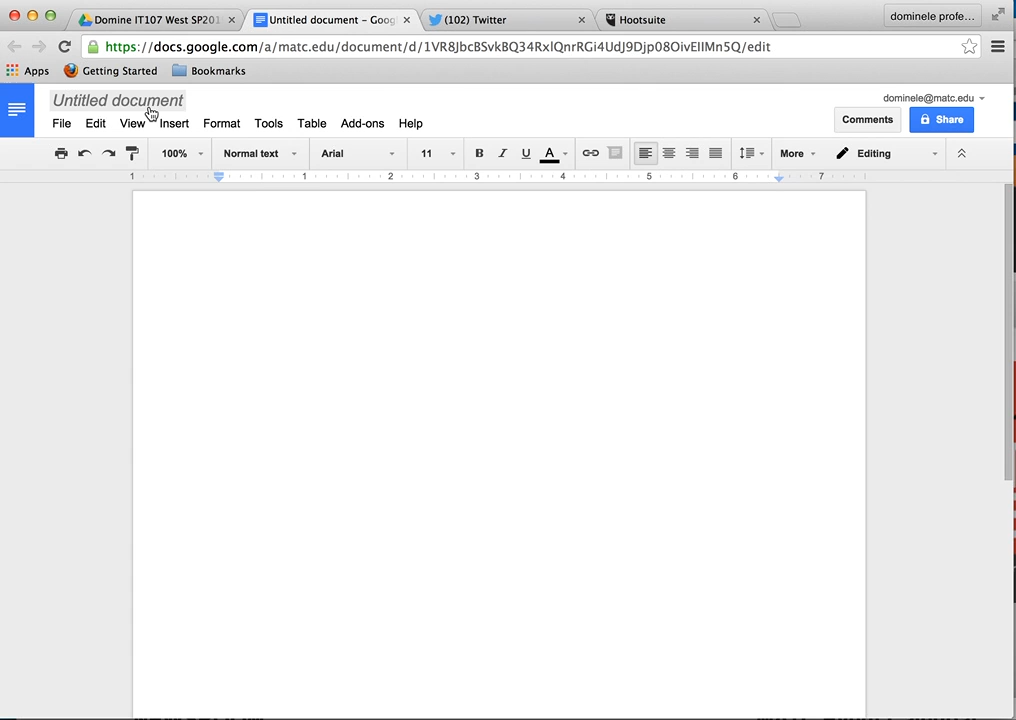 Domine IT107 West SP201
Untitled document – Goog
(102) Twitter
Hootsuite
dominele profe...
https://docs.google.com/a/matc.edu/document/d/1VR8JbcBSvkBQ34RxlQnrRGi4UdJ9Djp08OivEIlMn5Q/edit
Apps Getting Started Bookmarks
Untitled document
dominele@matc.edu
File Edit View Insert Format Tools Table Add-ons Help
Comments Share
100% Normal text Arial 11 B I U A More Editing
1 1 2 3 4 5 6 7